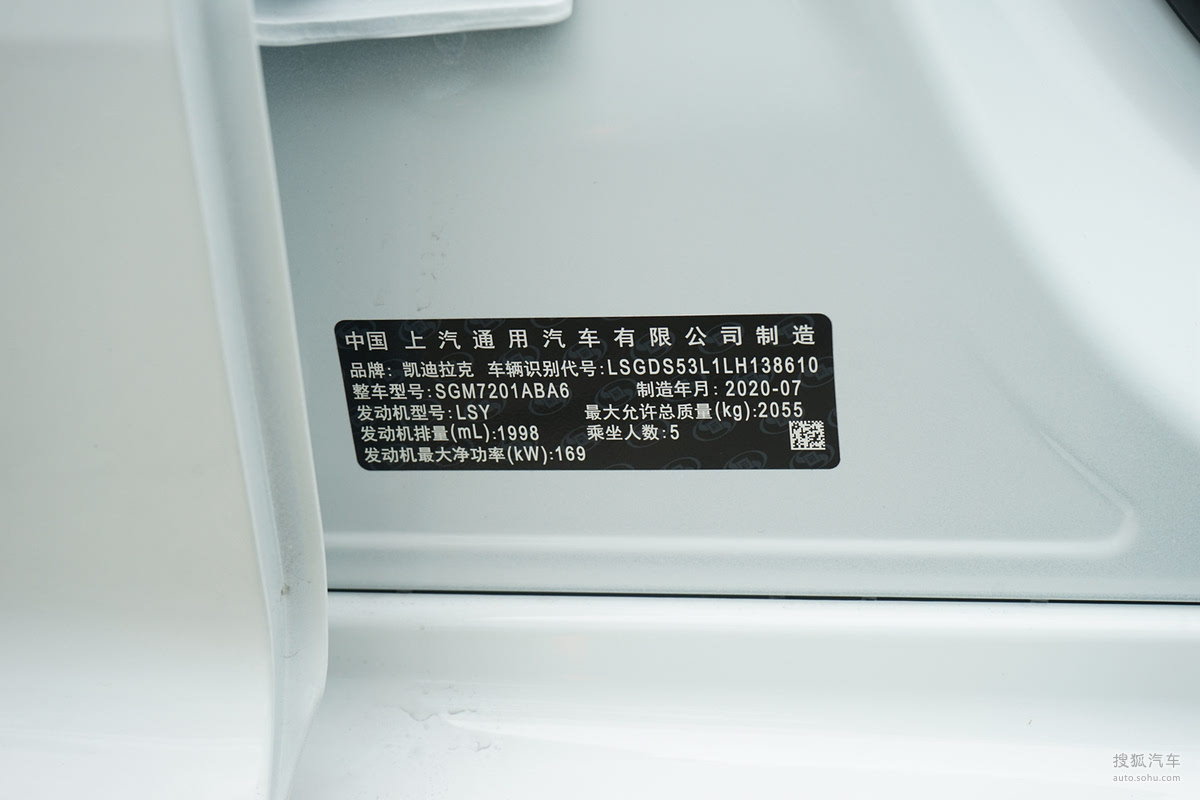 中国 上汽通用汽车有限公司制造
品牌: 凯迪拉克 车辆识别代号:LSGDS53L1LH138610
整车型号:SGM7201ABA6 制造年月: 2020-07
发动机型号:LSY 最大允许总质量(kg):2055
发动机排量(mL):1998 乘坐人数:5
发动机最大净功率(kW):169
搜狐汽车
auto.sohu.com